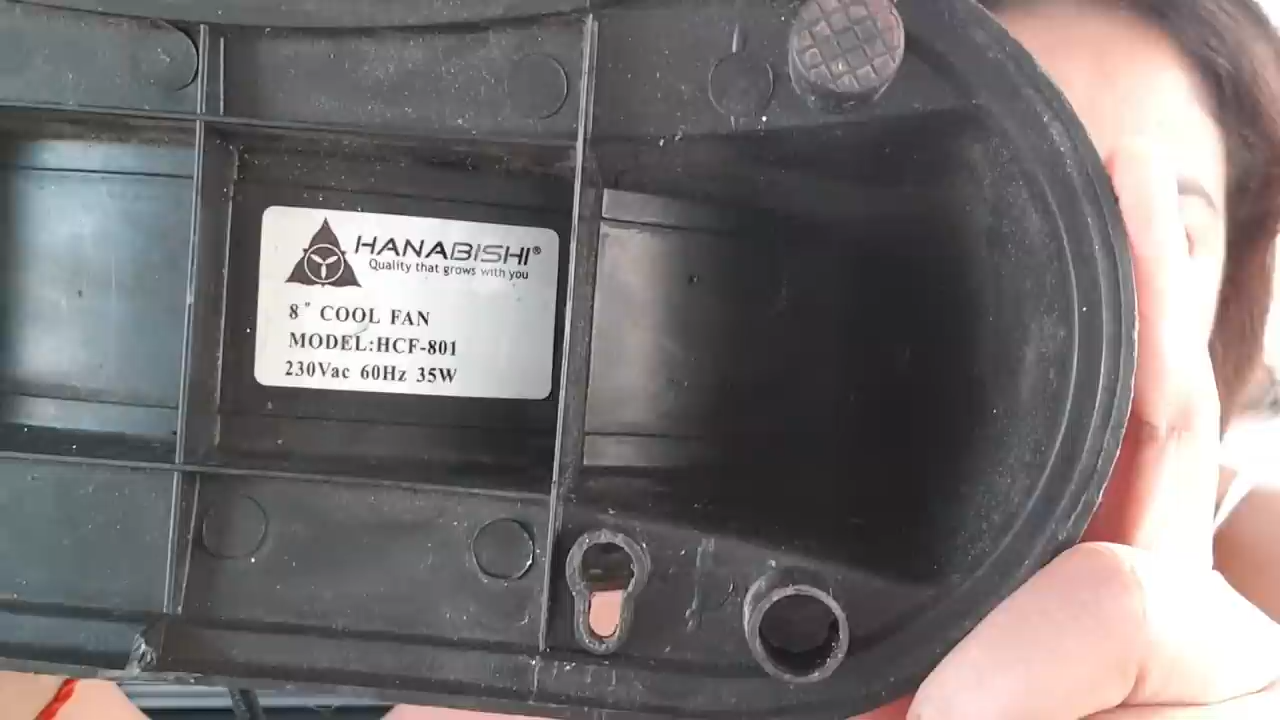 HANABISHI®
Quality that grows with you
8" COOL FAN
MODEL:HCF-801
230Vac 60Hz 35W